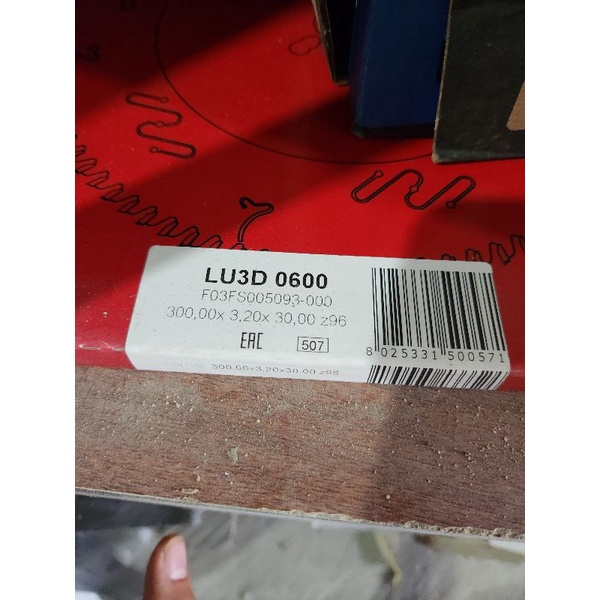 LU3D 0600
F03FS005093-000
300,00x 3,20x 30,00 z96
EAC 507
8 025331 500571
300,00x3,20x30,00 z96